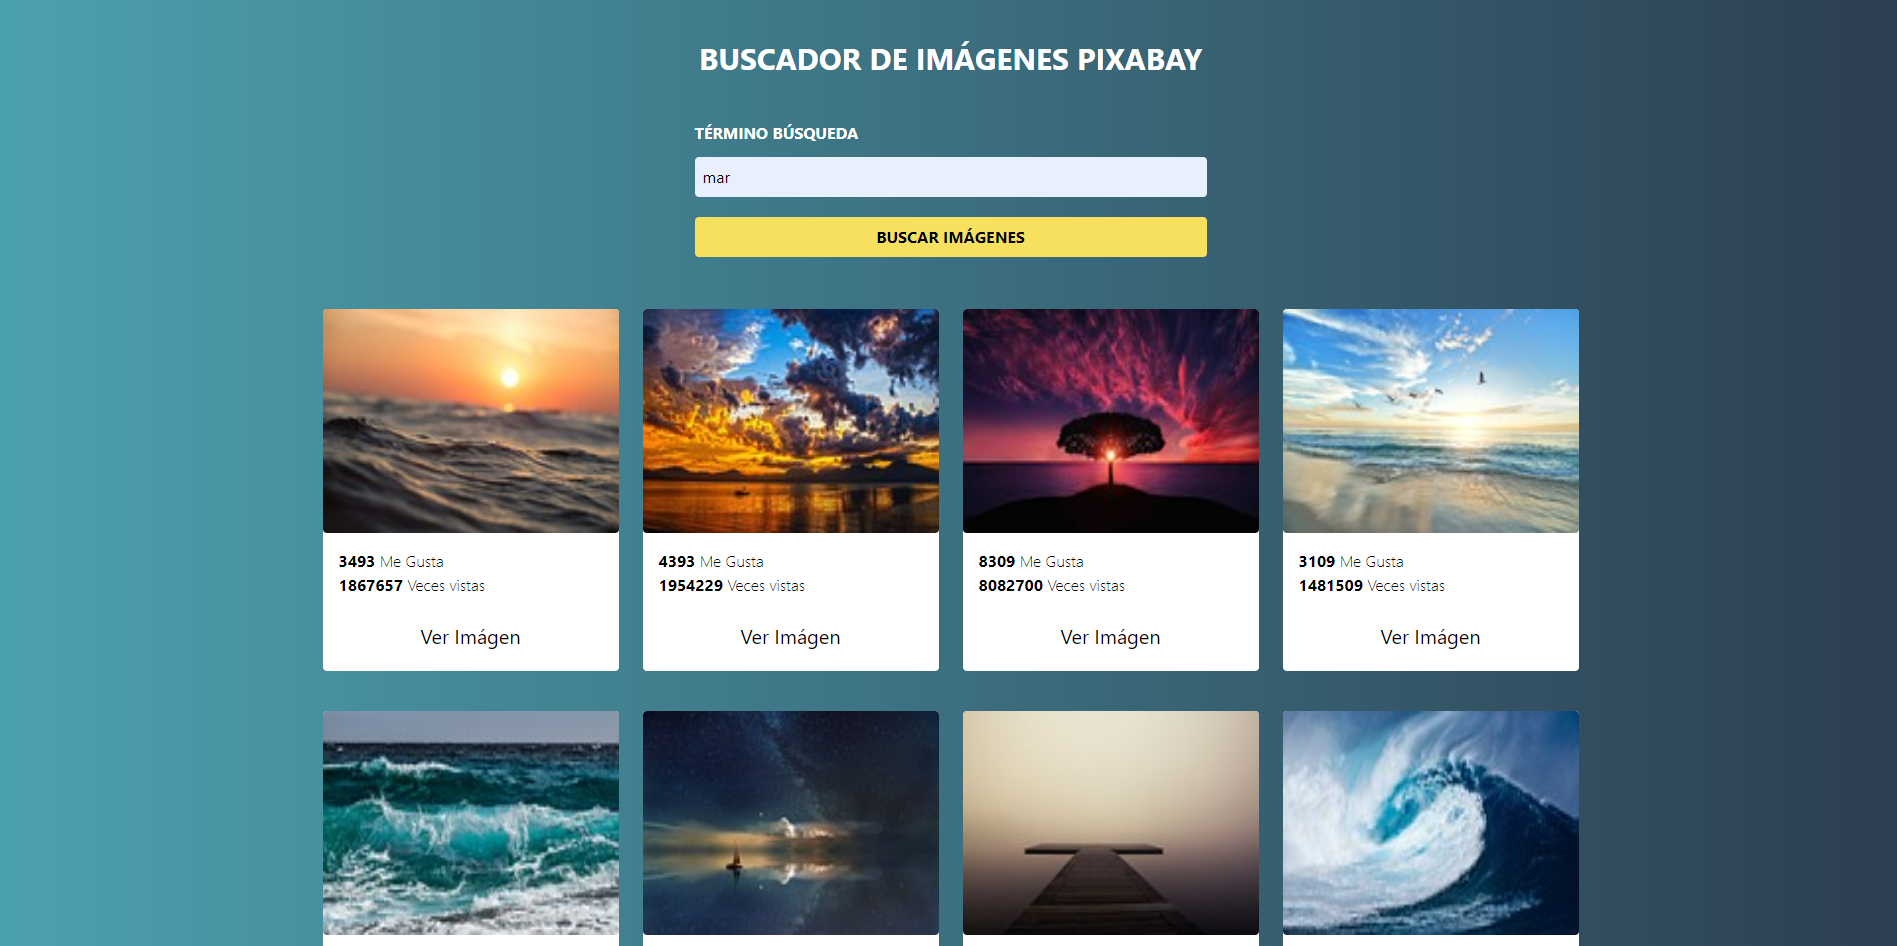 BUSCADOR DE IMÁGENES PIXABAY
TÉRMINO BÚSQUEDA
mar
BUSCAR IMÁGENES
3493 Me Gusta
1867657 Veces vistas
Ver Imágen
4393 Me Gusta
1954229 Veces vistas
Ver Imágen
8309 Me Gusta
8082700 Veces vistas
Ver Imágen
3109 Me Gusta
1481509 Veces vistas
Ver Imágen